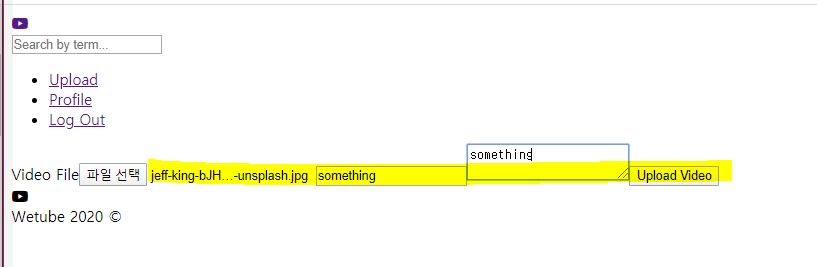 Search by term...
Upload
Profile
Log Out
something
Video File 파일 선택 jeff-king-bJH…-unsplash.jpg something Upload Video
Wetube 2020 ©